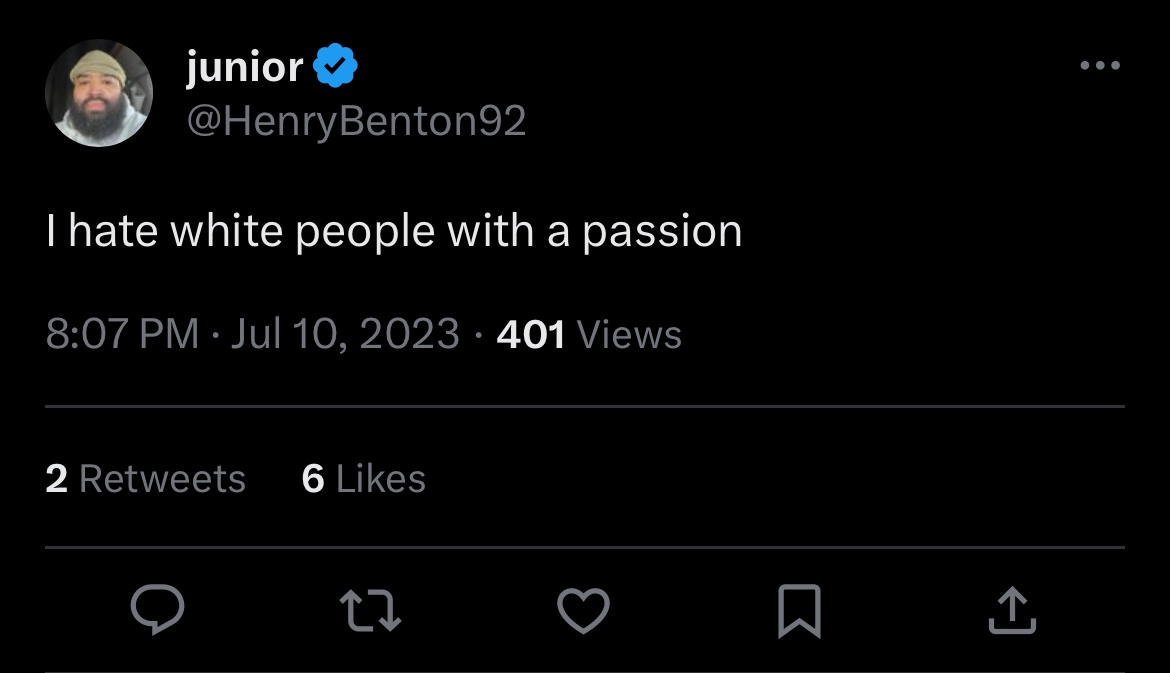 junior
@HenryBenton92
I hate white people with a passion
8:07 PM · Jul 10, 2023 · 401 Views
2 Retweets 6 Likes